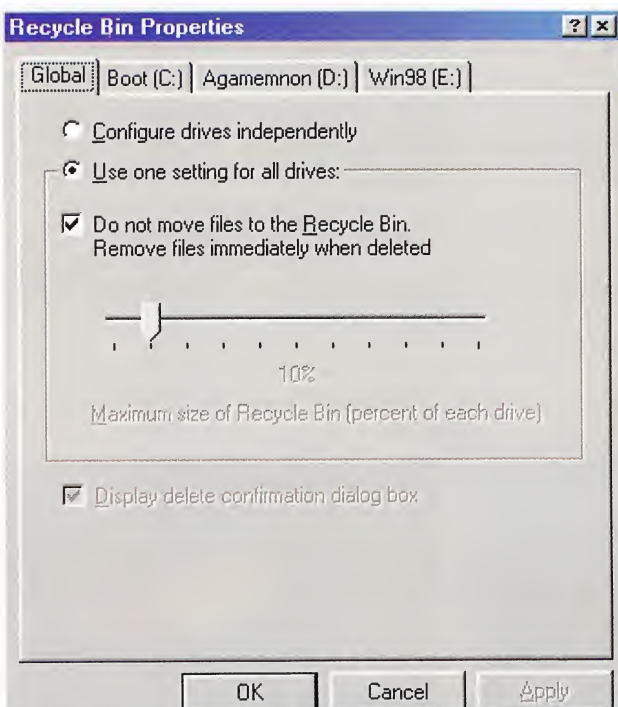 Recycle Bin Properties
Global
Boot (C:)
Agamemnon (D:)
Win98 (E:)
Configure drives independently
Use one setting for all drives:
Do not move files to the Recycle Bin.
Remove files immediately when deleted
10%
Maximum size of Recycle Bin (percent of each drive)
Display delete confirmation dialog box
OK
Cancel
Apply